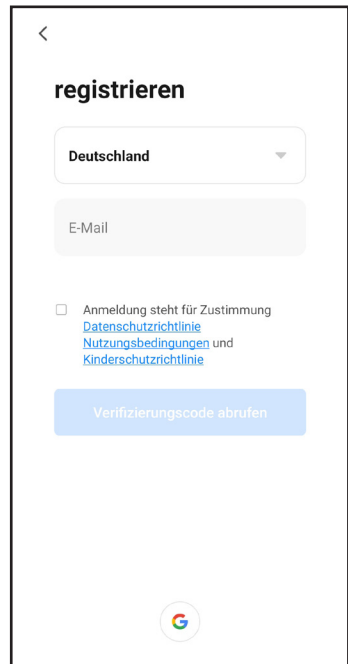 registrieren
Deutschland
E-Mail
Anmeldung steht für Zustimmung
Datenschutzrichtlinie
Nutzungsbedingungen und
Kinderschutzrichtlinie
Verifizierungscode abrufen